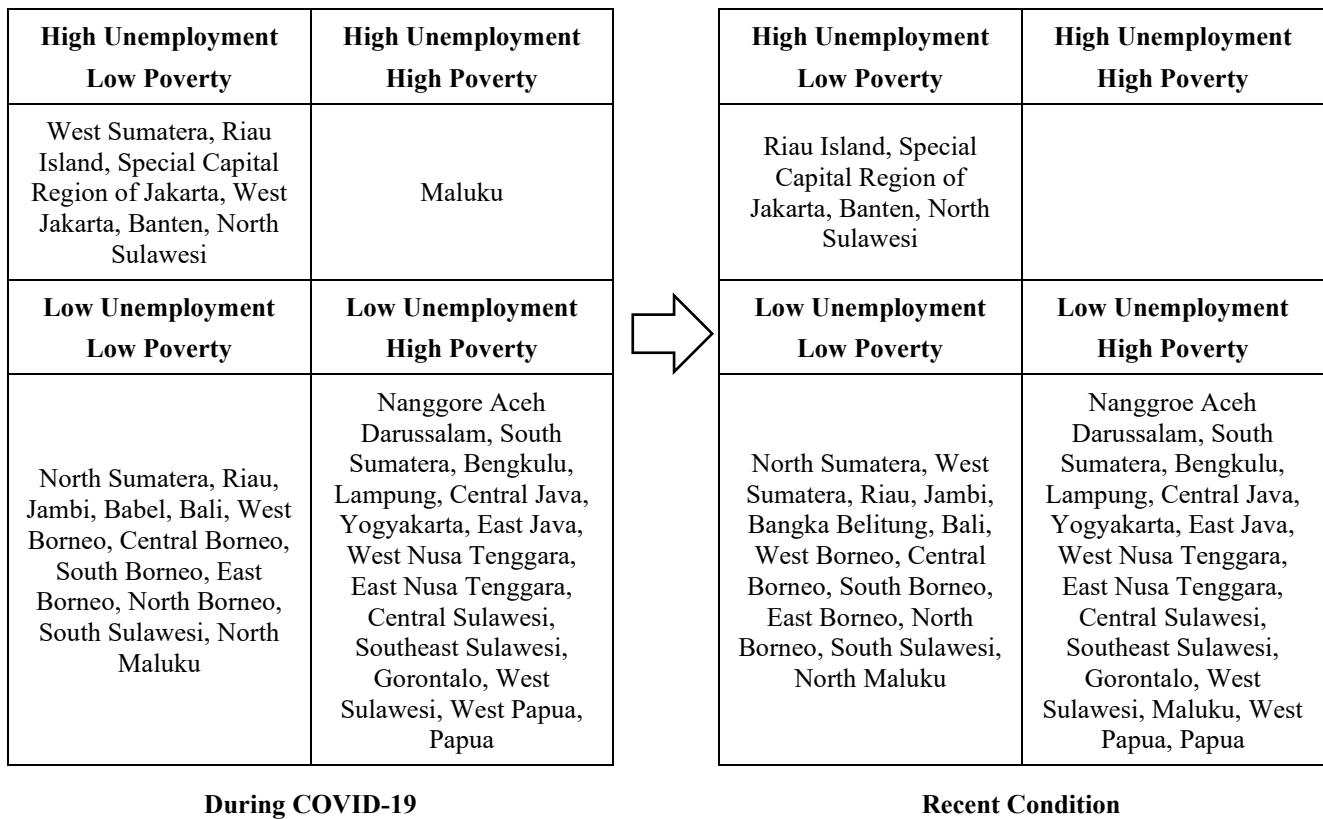 High Unemployment
Low Poverty
High Unemployment
High Poverty
West Sumatera, Riau
Island, Special Capital
Region of Jakarta, West
Jakarta, Banten, North
Sulawesi
Maluku
Low Unemployment
Low Poverty
Low Unemployment
High Poverty
North Sumatera, Riau,
Jambi, Babel, Bali, West
Borneo, Central Borneo,
South Borneo, East
Borneo, North Borneo,
South Sulawesi, North
Maluku
Nanggore Aceh
Darussalam, South
Sumatera, Bengkulu,
Lampung, Central Java,
Yogyakarta, East Java,
West Nusa Tenggara,
East Nusa Tenggara,
Central Sulawesi,
Southeast Sulawesi,
Gorontalo, West
Sulawesi, West Papua,
Papua
During COVID-19
High Unemployment
Low Poverty
High Unemployment
High Poverty
Riau Island, Special
Capital Region of
Jakarta, Banten, North
Sulawesi
Low Unemployment
Low Poverty
Low Unemployment
High Poverty
North Sumatera, West
Sumatera, Riau, Jambi,
Bangka Belitung, Bali,
West Borneo, Central
Borneo, South Borneo,
East Borneo, North
Borneo, South Sulawesi,
North Maluku
Nanggroe Aceh
Darussalam, South
Sumatera, Bengkulu,
Lampung, Central Java,
Yogyakarta, East Java,
West Nusa Tenggara,
East Nusa Tenggara,
Central Sulawesi,
Southeast Sulawesi,
Gorontalo, West
Sulawesi, Maluku, West
Papua, Papua
Recent Condition